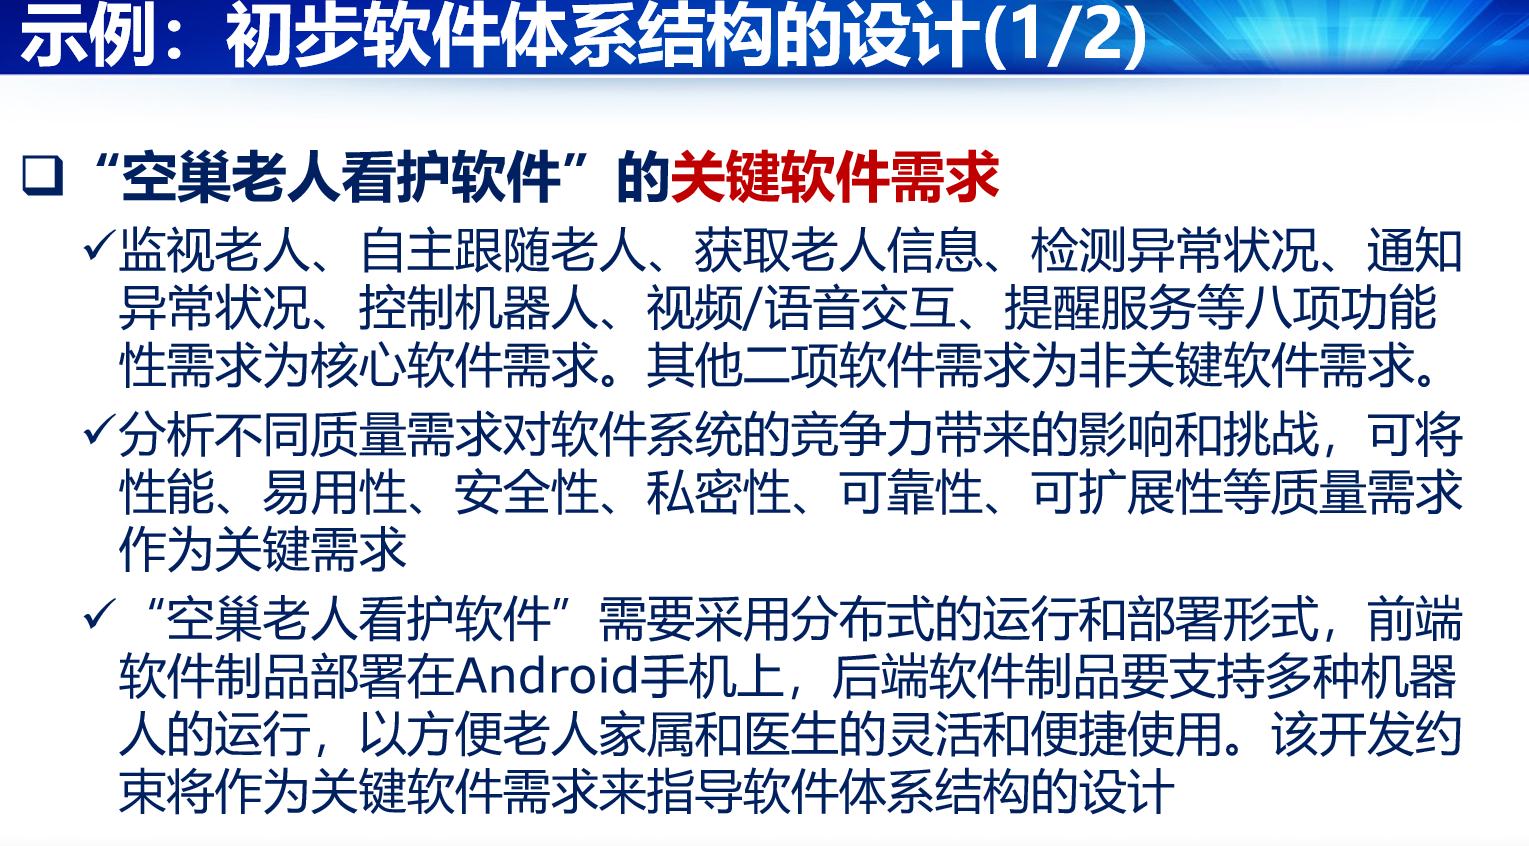 示例：初步软件体系结构的设计(1/2)
“空巢老人看护软件”的关键软件需求
监视老人、自主跟随老人、获取老人信息、检测异常状况、通知
异常状况、控制机器人、视频/语音交互、提醒服务等八项功能
性需求为核心软件需求。其他二项软件需求为非关键软件需求。
分析不同质量需求对软件系统的竞争力带来的影响和挑战，可将
性能、易用性、安全性、私密性、可靠性、可扩展性等质量需求
作为关键需求
“空巢老人看护软件”需要采用分布式的运行和部署形式，前端
软件制品部署在Android手机上，后端软件制品要支持多种机器
人的运行，以方便老人家属和医生的灵活和便捷使用。该开发约
束将作为关键软件需求来指导软件体系结构的设计